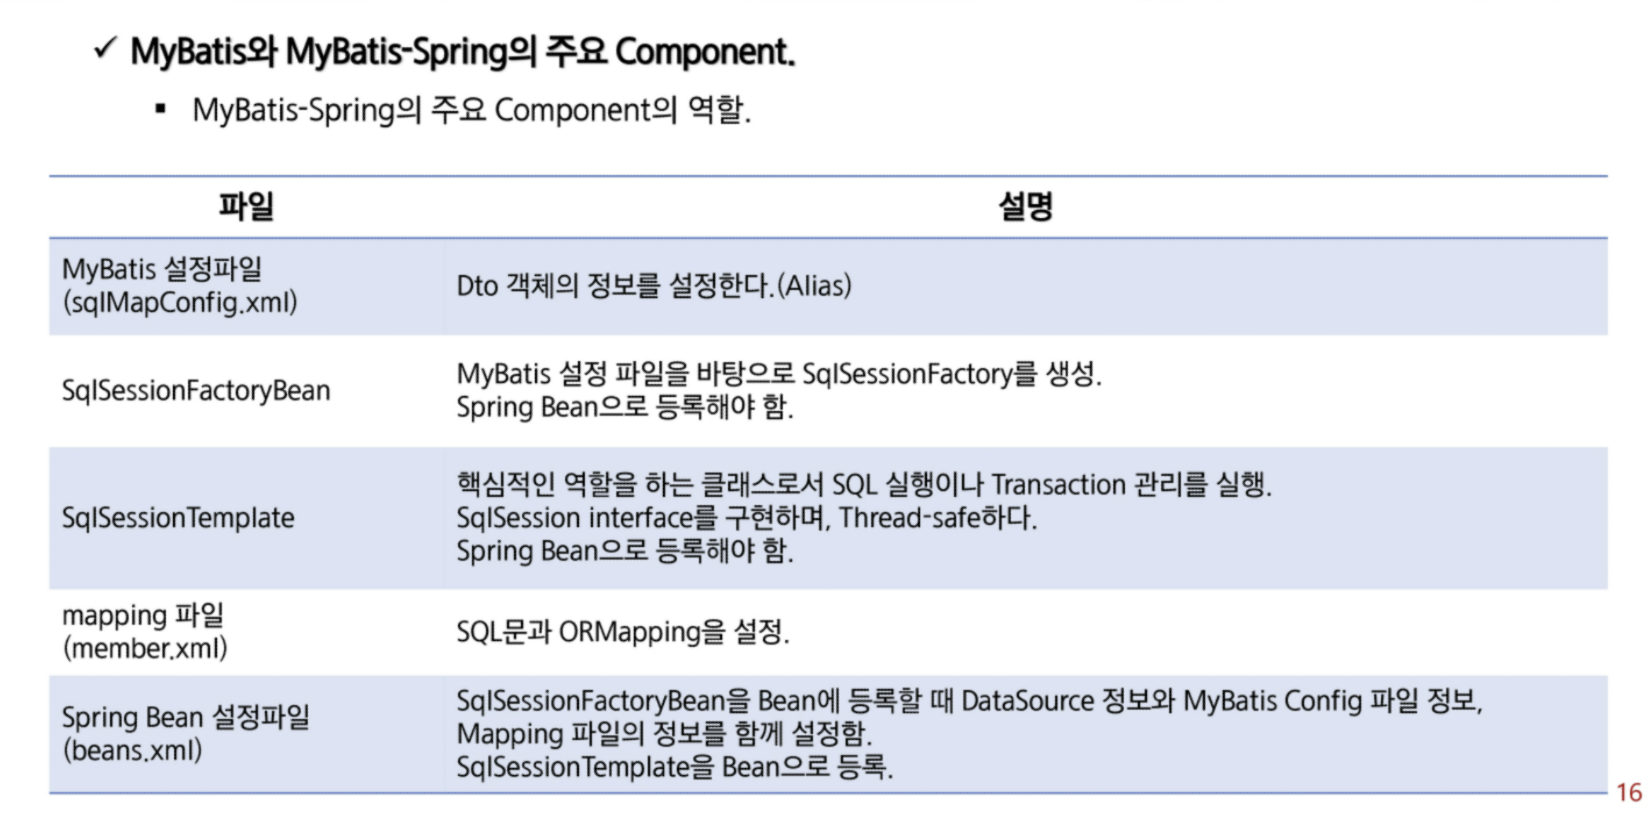 ✓ MyBatis와 MyBatis-Spring의 주요 Component.
▪ MyBatis-Spring의 주요 Component의 역할.
파일 설명
MyBatis 설정파일
(sqlMapConfig.xml)
Dto 객체의 정보를 설정한다.(Alias)
SqlSessionFactoryBean
MyBatis 설정 파일을 바탕으로 SqlSessionFactory를 생성.
Spring Bean으로 등록해야 함.
SqlSessionTemplate
핵심적인 역할을 하는 클래스로서 SQL 실행이나 Transaction 관리를 실행.
SqlSession interface를 구현하며, Thread-safe하다.
Spring Bean으로 등록해야 함.
mapping 파일
(member.xml)
SQL문과 ORMapping을 설정.
Spring Bean 설정파일
(beans.xml)
SqlSessionFactoryBean을 Bean에 등록할 때 DataSource 정보와 MyBatis Config 파일 정보,
Mapping 파일의 정보를 함께 설정함.
SqlSessionTemplate을 Bean으로 등록.
16